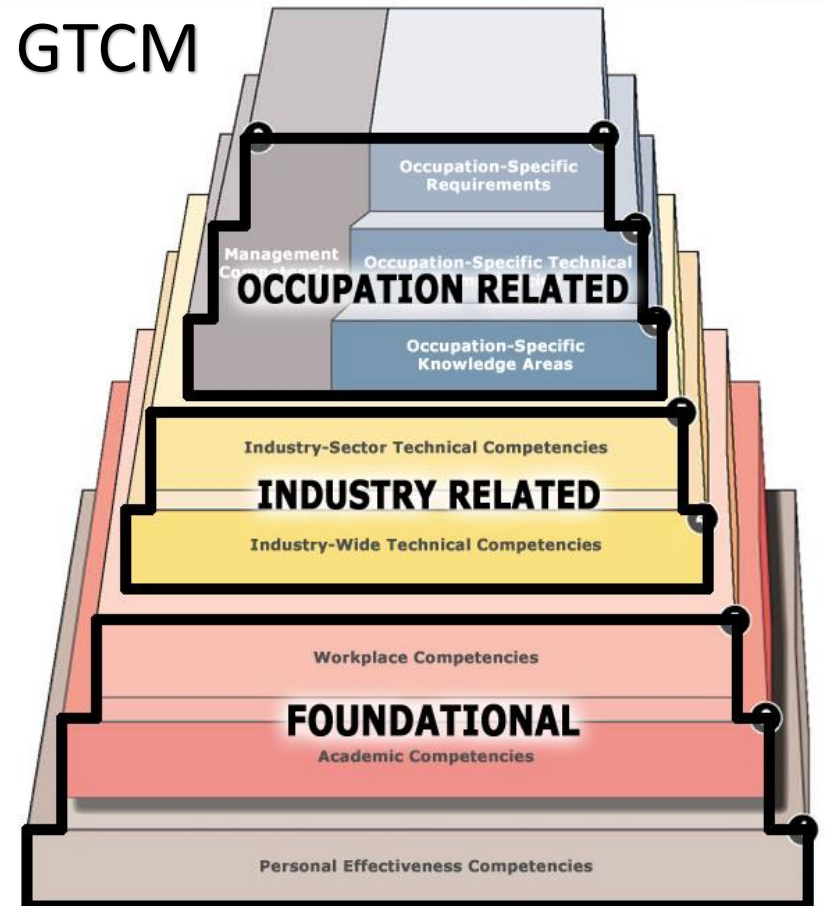 GTCM
Occupation-Specific
Requirements
Management
Occupation-Specific Technical
OCCUPATION RELATED
Occupation-Specific
Knowledge Areas
Industry-Sector Technical Competencies
INDUSTRY RELATED
Industry-Wide Technical Competencies
Workplace Competencies
FOUNDATIONAL
Academic Competencies
Personal Effectiveness Competencies